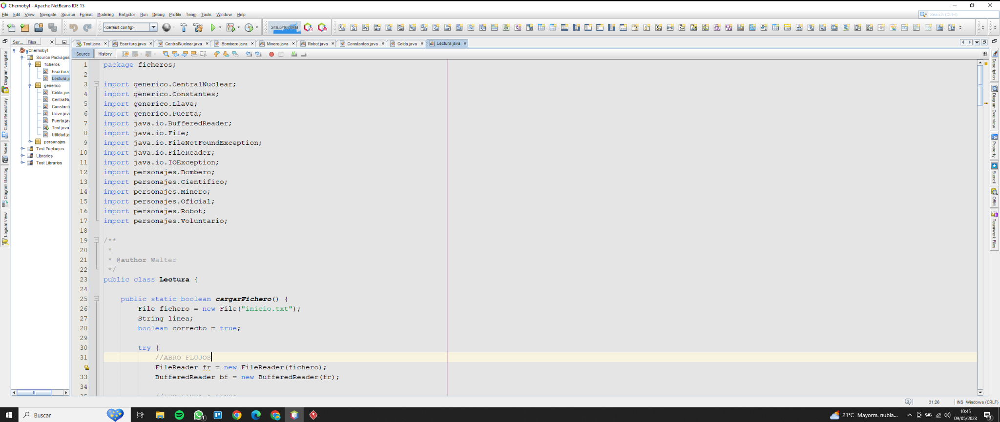 Chernobyl - Apache NetBeans IDE 15
File Edit View Navigate Source Format Modeling Refactor Run Debug Profile Team Tools Window Help
Search (Ctrl+I)
<default config>
Ser... Files
Test.java Escritura.java CentralNuclear.java Bombero.java Minero.java Robot.java Constantes.java Celda.java Lectura.java
Source History
Chernobyl
Source Packages
ficheros
Escritura.
Lectura.ja
generico
Celda.jav
CentralNu
Constante
Llave.java
Puerta.jav
Test.java
Utilidad.ja
personajes
Test Packages
Libraries
Test Libraries
Diagram Navigator
Class Repository
Model
Diagram Backlog
Logical View
1 package ficheros;
2
3 import generico.CentralNuclear;
4 import generico.Constantes;
5 import generico.Llave;
6 import generico.Puerta;
7 import java.io.BufferedReader;
8 import java.io.File;
9 import java.io.FileNotFoundException;
10 import java.io.FileReader;
11 import java.io.IOException;
12 import personajes.Bombero;
13 import personajes.Cientifico;
14 import personajes.Minero;
15 import personajes.Oficial;
16 import personajes.Robot;
17 import personajes.Voluntario;
18
19 /**
20 *
21 * @author Walter
22 */
23 public class Lectura {
24
25 public static boolean cargarFichero() {
26 File fichero = new File("inicio.txt");
27 String linea;
28 boolean correcto = true;
29
30 try {
31 //ABRO FLUJOS
FileReader fr = new FileReader(fichero);
33 BufferedReader bf = new BufferedReader(fr);
34
Description
Diagram Overview
Property
Stencil
ORM
Teamwork Files
31:26 INS Windows (CRLF)
Buscar
21°C Mayorm. nubla...
10:45
09/05/2023